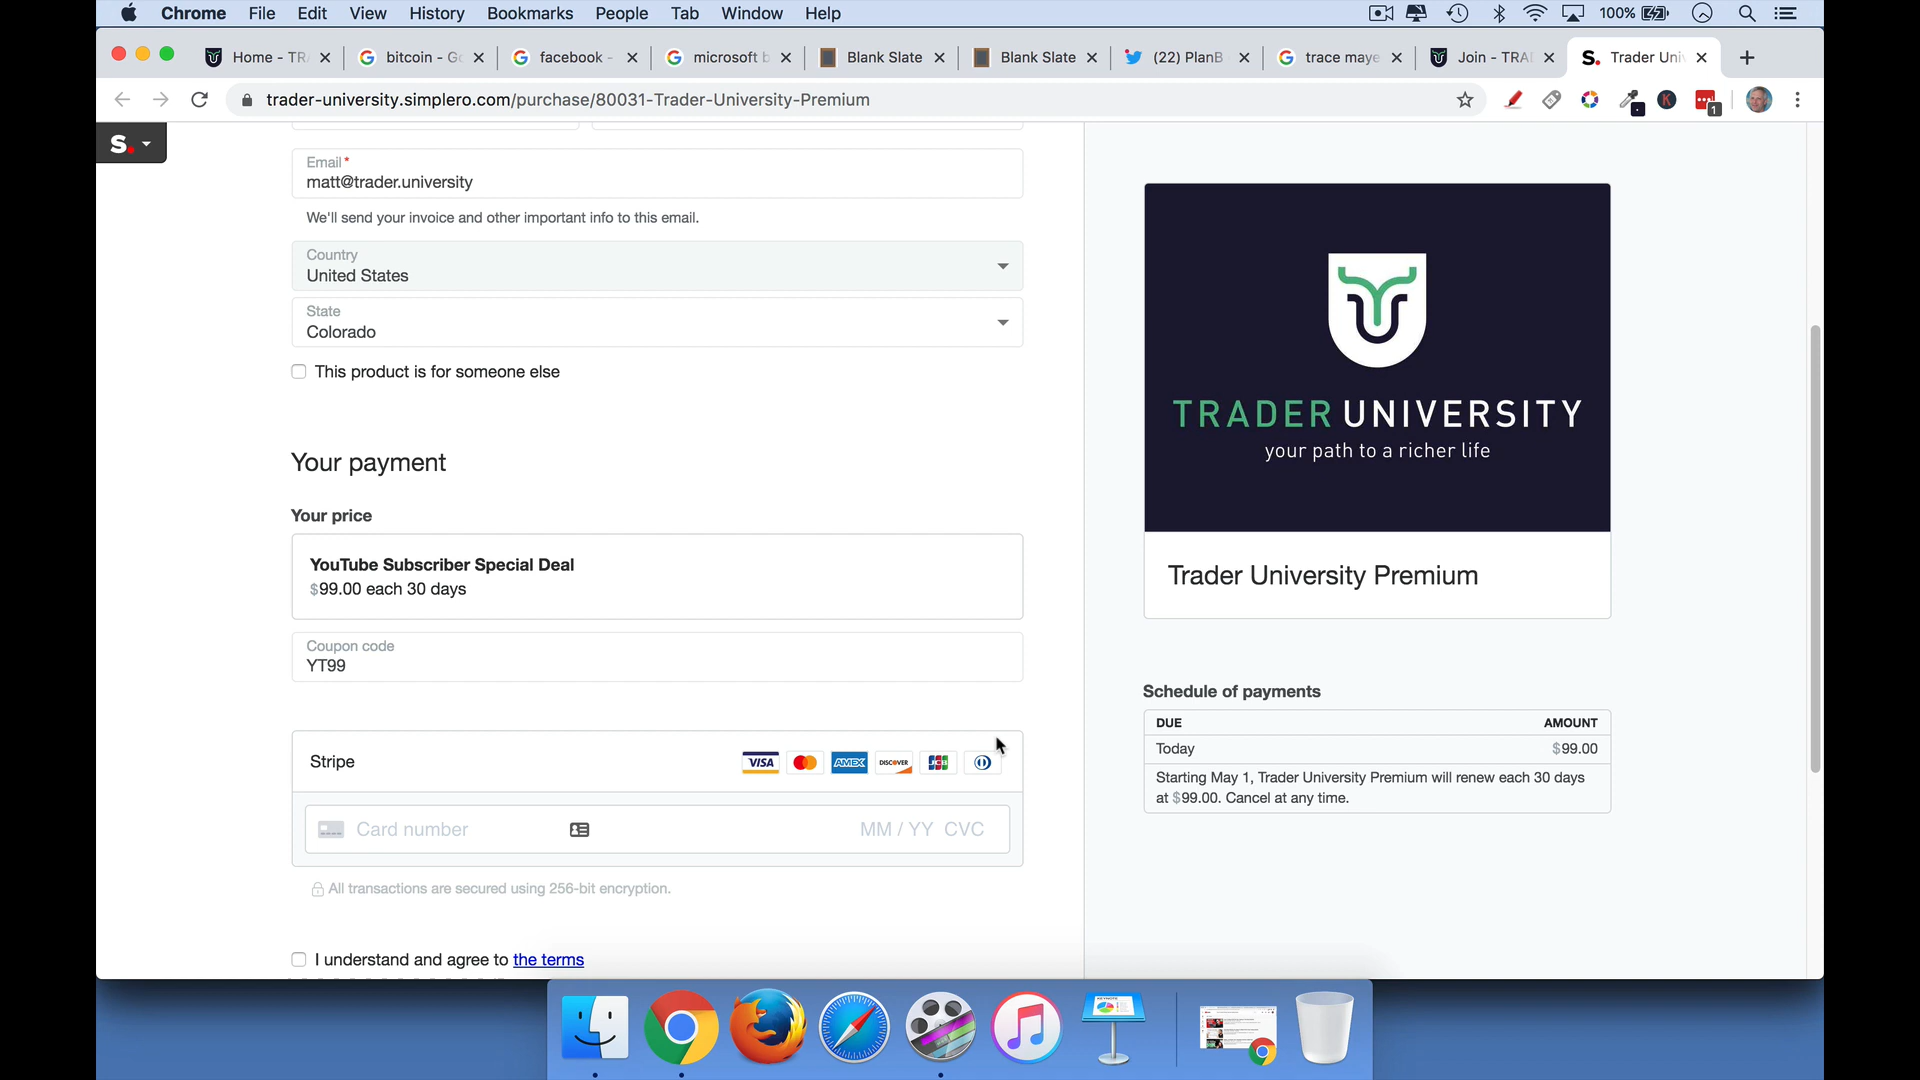 Chrome File Edit View History Bookmarks People Tab Window Help 100%
Home - TR bitcoin - Go facebook - microsoft b Blank Slate Blank Slate (22) PlanB trace maye Join - TRAD S. Trader Uni
trader-university.simplero.com/purchase/80031-Trader-University-Premium K 1
S.
Email *
matt@trader.university
We'll send your invoice and other important info to this email.
Country
United States
State
Colorado
This product is for someone else
Your payment
Your price
YouTube Subscriber Special Deal
$99.00 each 30 days
Coupon code
YT99
Stripe VISA AMEX DISCOVER JCB
Card number MM / YY CVC
All transactions are secured using 256-bit encryption.
I understand and agree to the terms
TRADER UNIVERSITY
your path to a richer life
Trader University Premium
Schedule of payments
DUE AMOUNT
Today $99.00
Starting May 1, Trader University Premium will renew each 30 days
at $99.00. Cancel at any time.
KEYNOTE